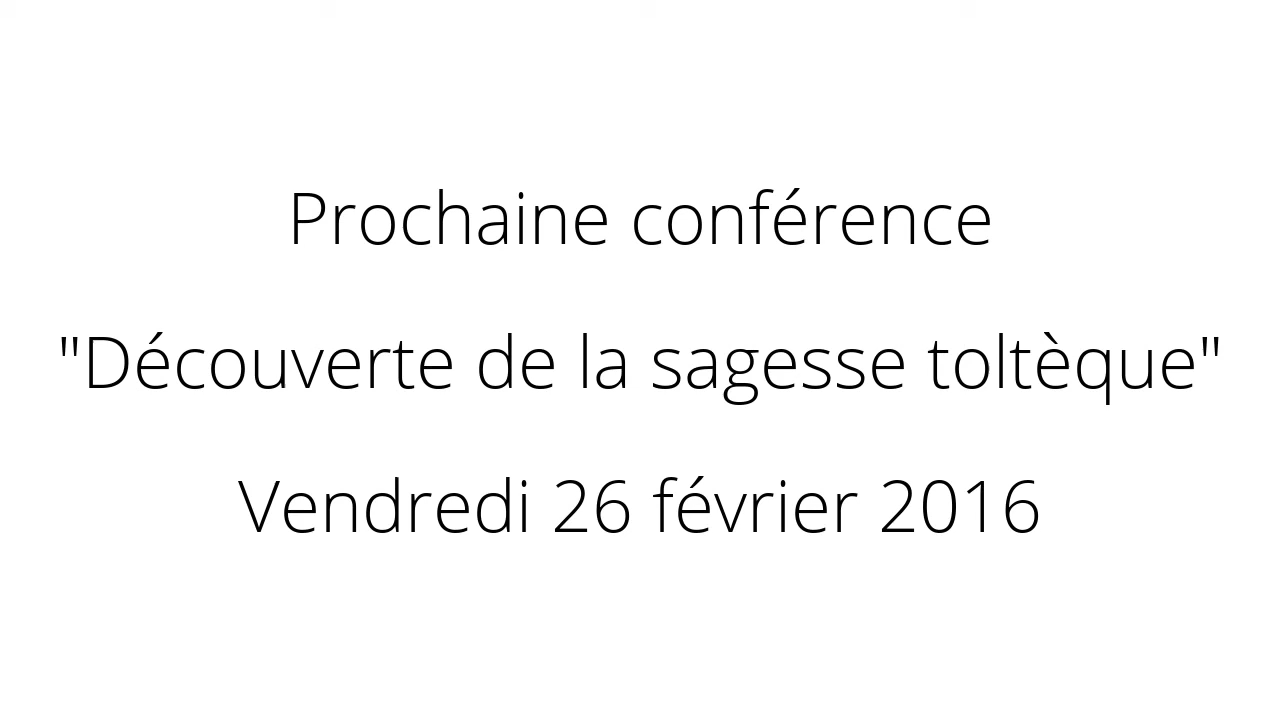 Prochaine conférence
"Découverte de la sagesse toltèque"
Vendredi 26 février 2016